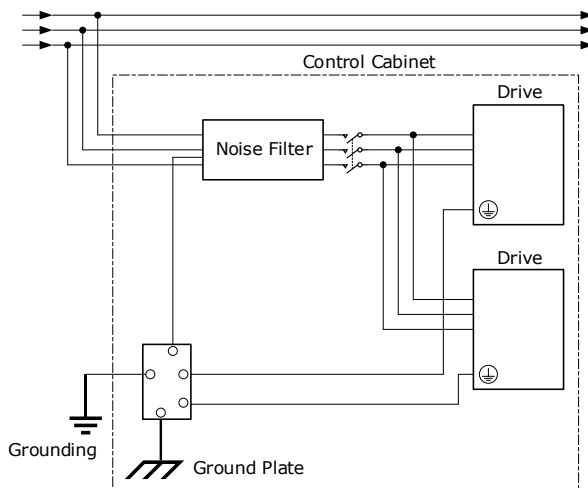 Control Cabinet
Drive
Noise Filter
Drive
Grounding
Ground Plate